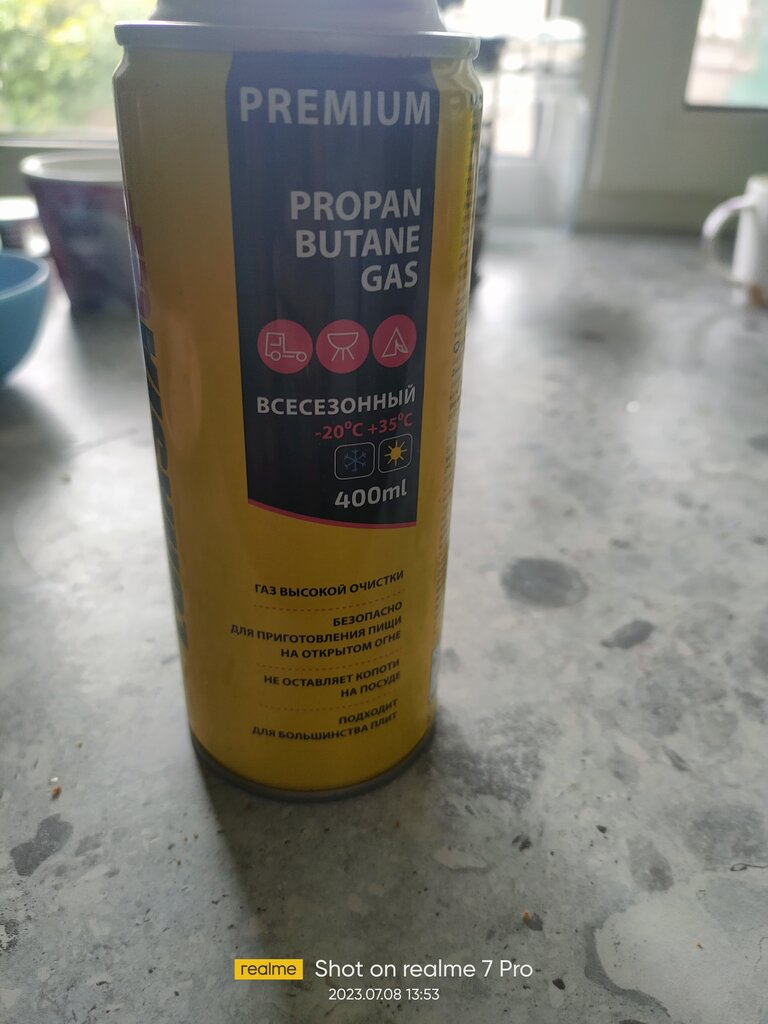 PREMIUM
PROPAN
BUTANE
GAS
ВСЕСЕЗОННЫЙ
-20°C +35°C
400ml
ГАЗ ВЫСОКОЙ ОЧИСТКИ
БЕЗОПАСНО
ДЛЯ ПРИГОТОВЛЕНИЯ ПИЩИ
НА ОТКРЫТОМ ОГНЕ
НЕ ОСТАВЛЯЕТ КОПОТИ
НА ПОСУДЕ
ПОДХОДИТ
ДЛЯ БОЛЬШИНСТВА ПЛИТ
realme Shot on realme 7 Pro
2023.07.08 13:53